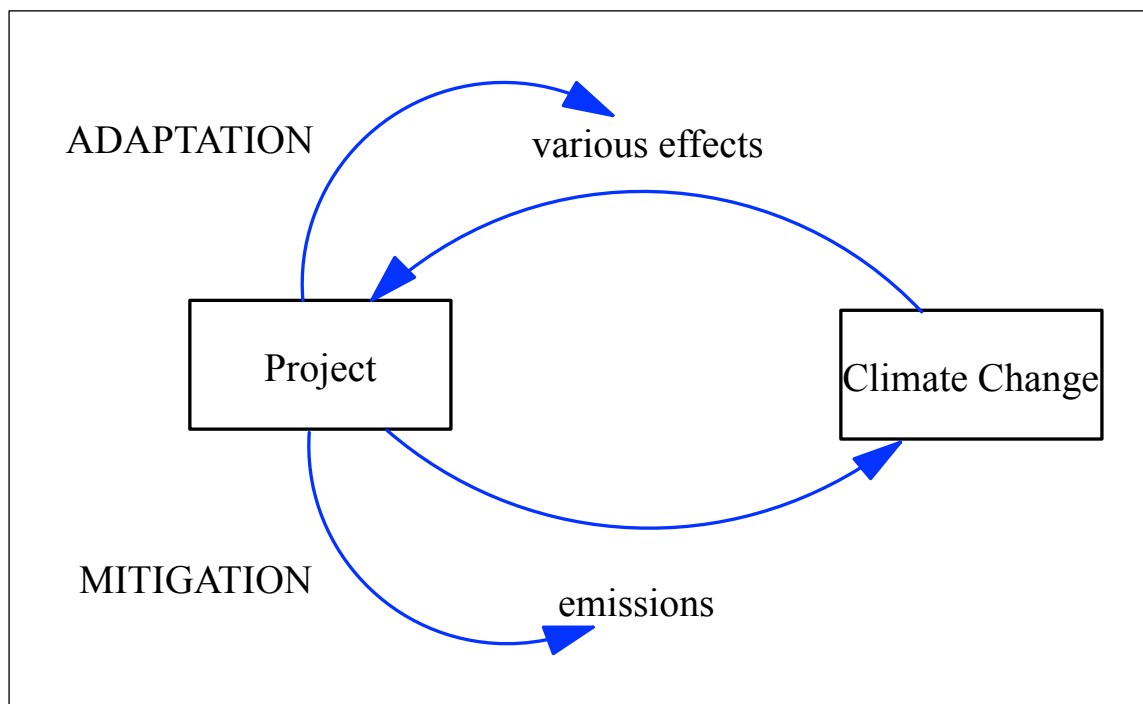 ADAPTATION
various effects
Project
Climate Change
MITIGATION
emissions